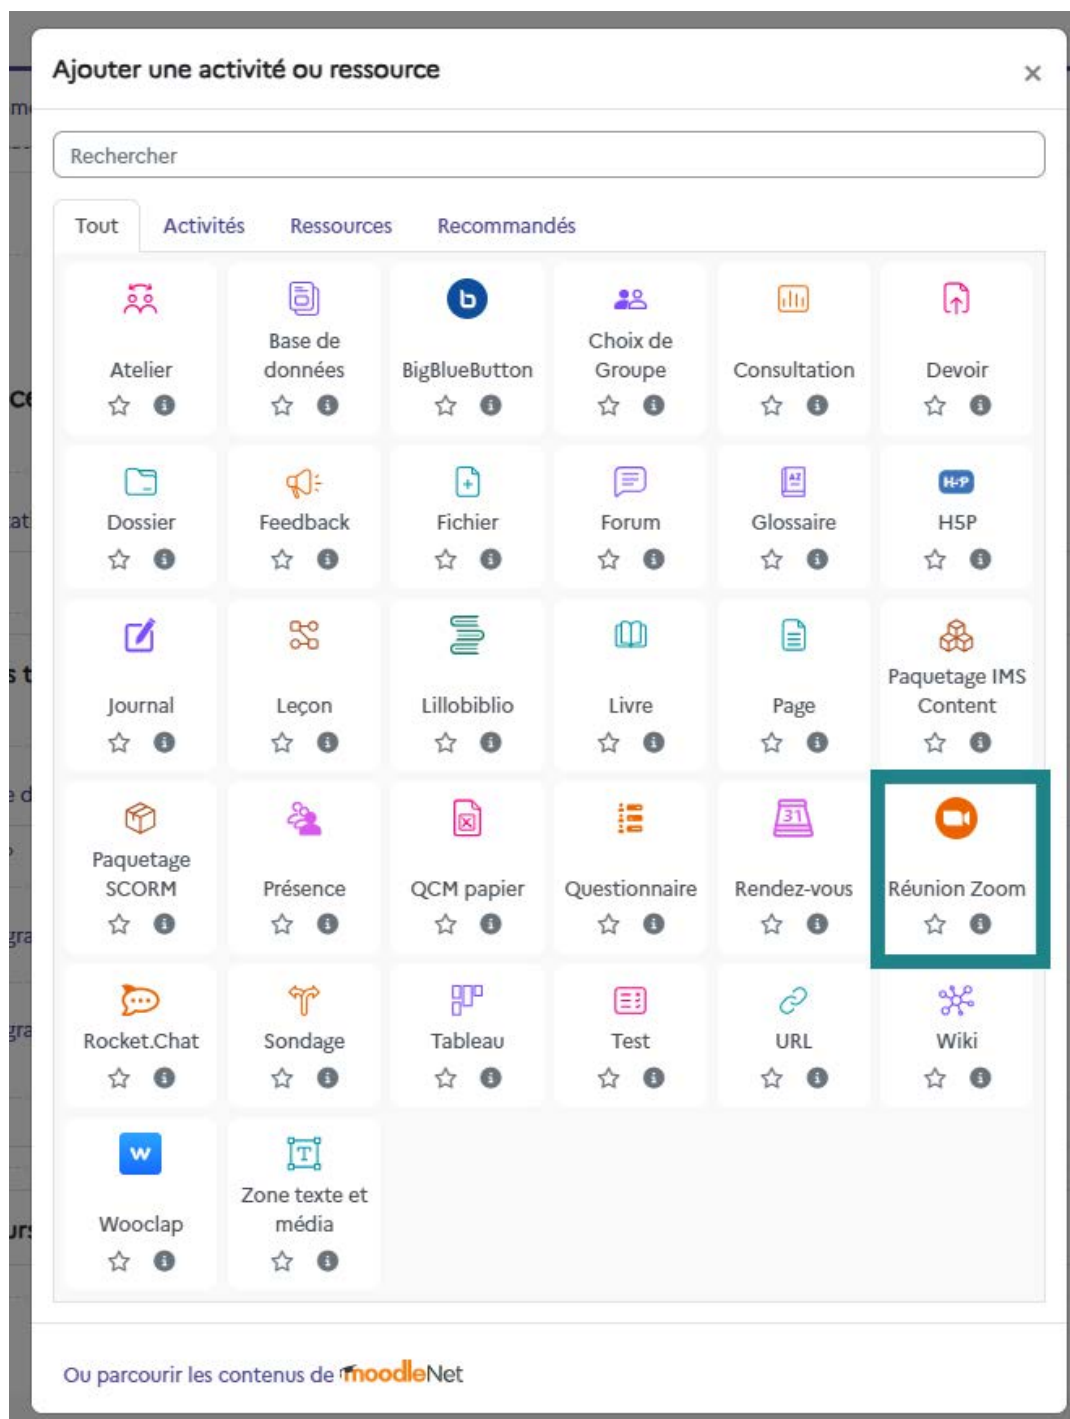 Ajouter une activité ou ressource
×
Rechercher
Tout Activités Ressources Recommandés
Atelier
Base de
données
BigBlueButton
Choix de
Groupe
Consultation
Devoir
Dossier
Feedback
Fichier
Forum
Glossaire
H5P
H5P
Journal
Leçon
Lillobiblio
Livre
Page
Paquetage IMS
Content
Paquetage
SCORM
Présence
QCM papier
Questionnaire
31
Rendez-vous
Réunion Zoom
Rocket.Chat
Sondage
Tableau
Test
URL
Wiki
w
Wooclap
T
Zone texte et
média
Ou parcourir les contenus de moodleNet